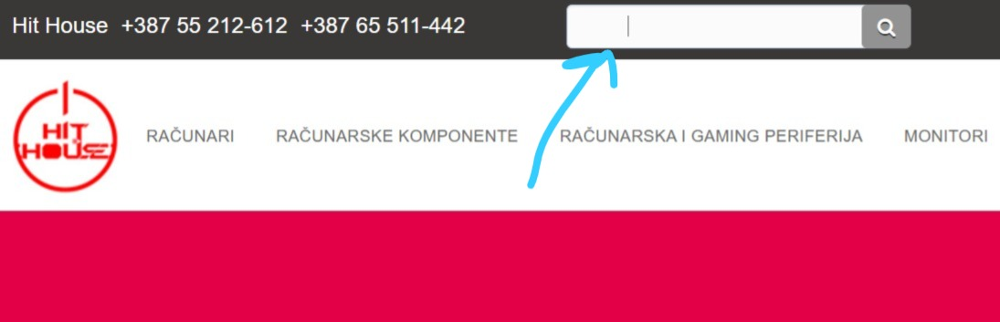 Hit House +387 55 212-612 +387 65 511-442
HIT
HOUSE
RAČUNARI RAČUNARSKE KOMPONENTE RAČUNARSKA I GAMING PERIFERIJA MONITORI